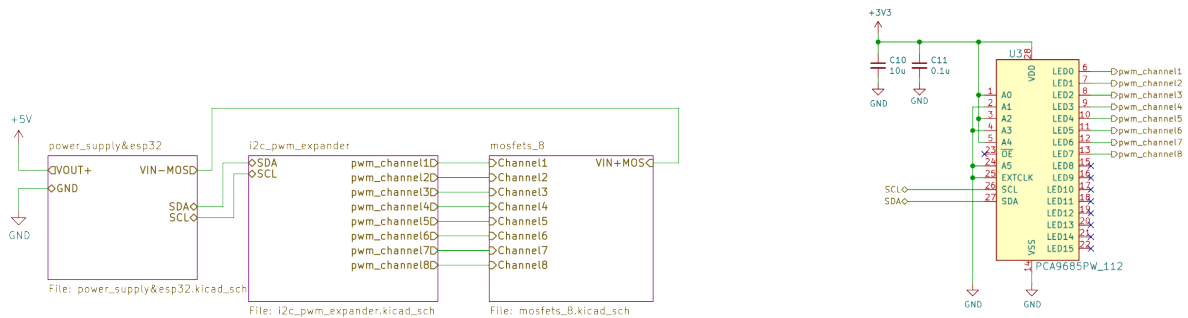 +5V
power_supply&esp32
VOUT+
VIN-MOS
GND
SDA
SCL
GND
File: power_supply&esp32.kicad_sch
i2c_pwm_expander
SDA
SCL
pwm_channel1
pwm_channel2
pwm_channel3
pwm_channel4
pwm_channel5
pwm_channel6
pwm_channel7
pwm_channel8
File: i2c_pwm_expander.kicad_sch
mosfets_8
Channel1
VIN+MOS
Channel2
Channel3
Channel4
Channel5
Channel6
Channel7
Channel8
File: mosfets_8.kicad_sch
+3V3
C10
10u
GND
C11
0.1u
GND
U3
28
VDD
1 A0
2 A1
3 A2
4 A3
5 A4
23 OE
24 A5
25 EXTCLK
SCL 26 SCL
SDA 27 SDA
LED0 6 pwm_channel1
LED1 7 pwm_channel2
LED2 8 pwm_channel3
LED3 9 pwm_channel4
LED4 10 pwm_channel5
LED5 11 pwm_channel6
LED6 12 pwm_channel7
LED7 13 pwm_channel8
LED8 15
LED9 16
LED10 17
LED11 18
LED12 19
LED13 20
LED14 21
LED15 22
VSS
14
PCA9685PW_112
GND
GND